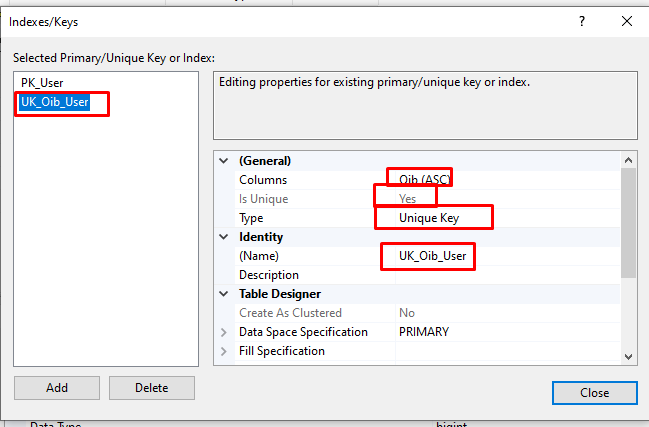 Indexes/Keys
Selected Primary/Unique Key or Index:
PK_User
UK_Oib_User
Editing properties for existing primary/unique key or index.
(General)
Columns Oib (ASC)
Is Unique Yes
Type Unique Key
Identity
(Name) UK_Oib_User
Description
Table Designer
Create As Clustered No
Data Space Specification PRIMARY
Fill Specification
Add Delete
Close
Data Type bigint